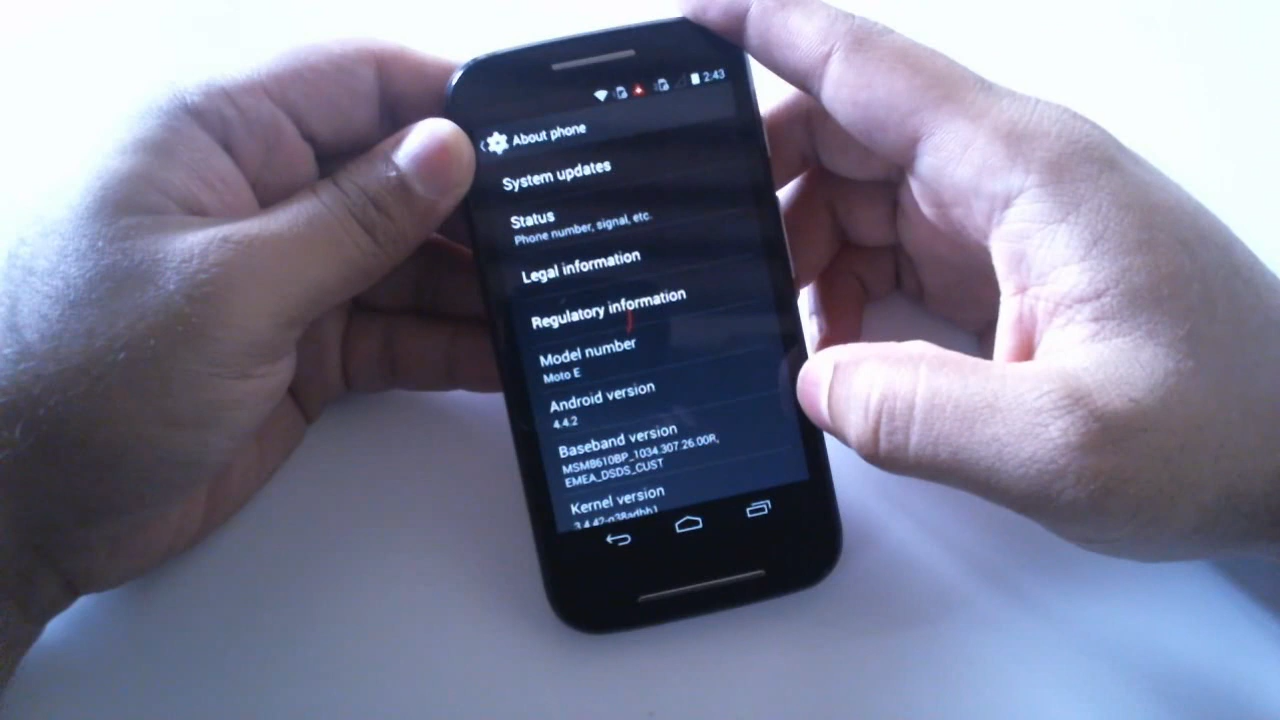 2:43
About phone
System updates
Status
Phone number, signal, etc.
Legal information
Regulatory information
Model number
Moto E
Android version
4.4.2
Baseband version
MSM8610BP_1034.307.26.00R,
EMEA_DSDS_CUST
Kernel version